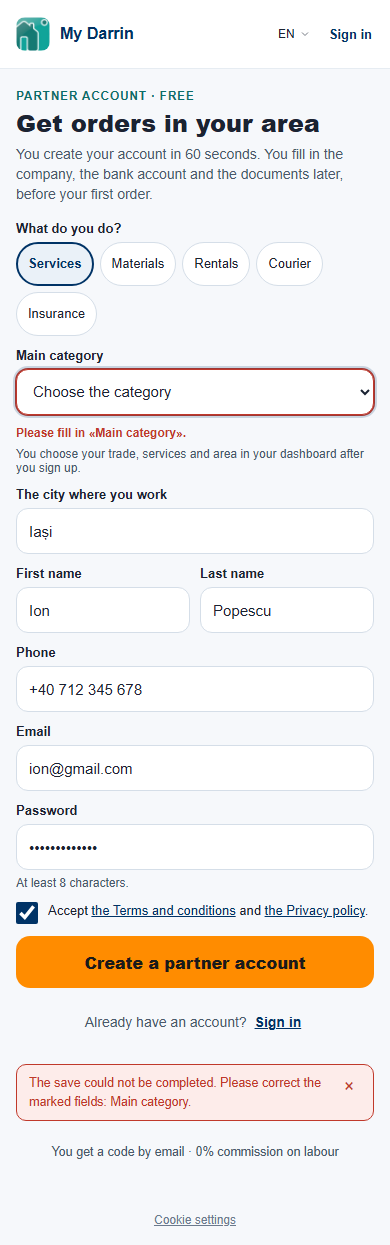 My Darrin
EN
Sign in
PARTNER ACCOUNT · FREE
Get orders in your area
You create your account in 60 seconds. You fill in the
company, the bank account and the documents later,
before your first order.
What do you do?
Services
Materials
Rentals
Courier
Insurance
Main category
Choose the category
Please fill in «Main category».
You choose your trade, services and area in your dashboard after
you sign up.
The city where you work
Iași
First name
Last name
Ion
Popescu
Phone
+40 712 345 678
Email
ion@gmail.com
Password
•••••••••••••
At least 8 characters.
Accept the Terms and conditions and the Privacy policy.
Create a partner account
Already have an account? Sign in
The save could not be completed. Please correct the
marked fields: Main category.
×
You get a code by email · 0% commission on labour
Cookie settings